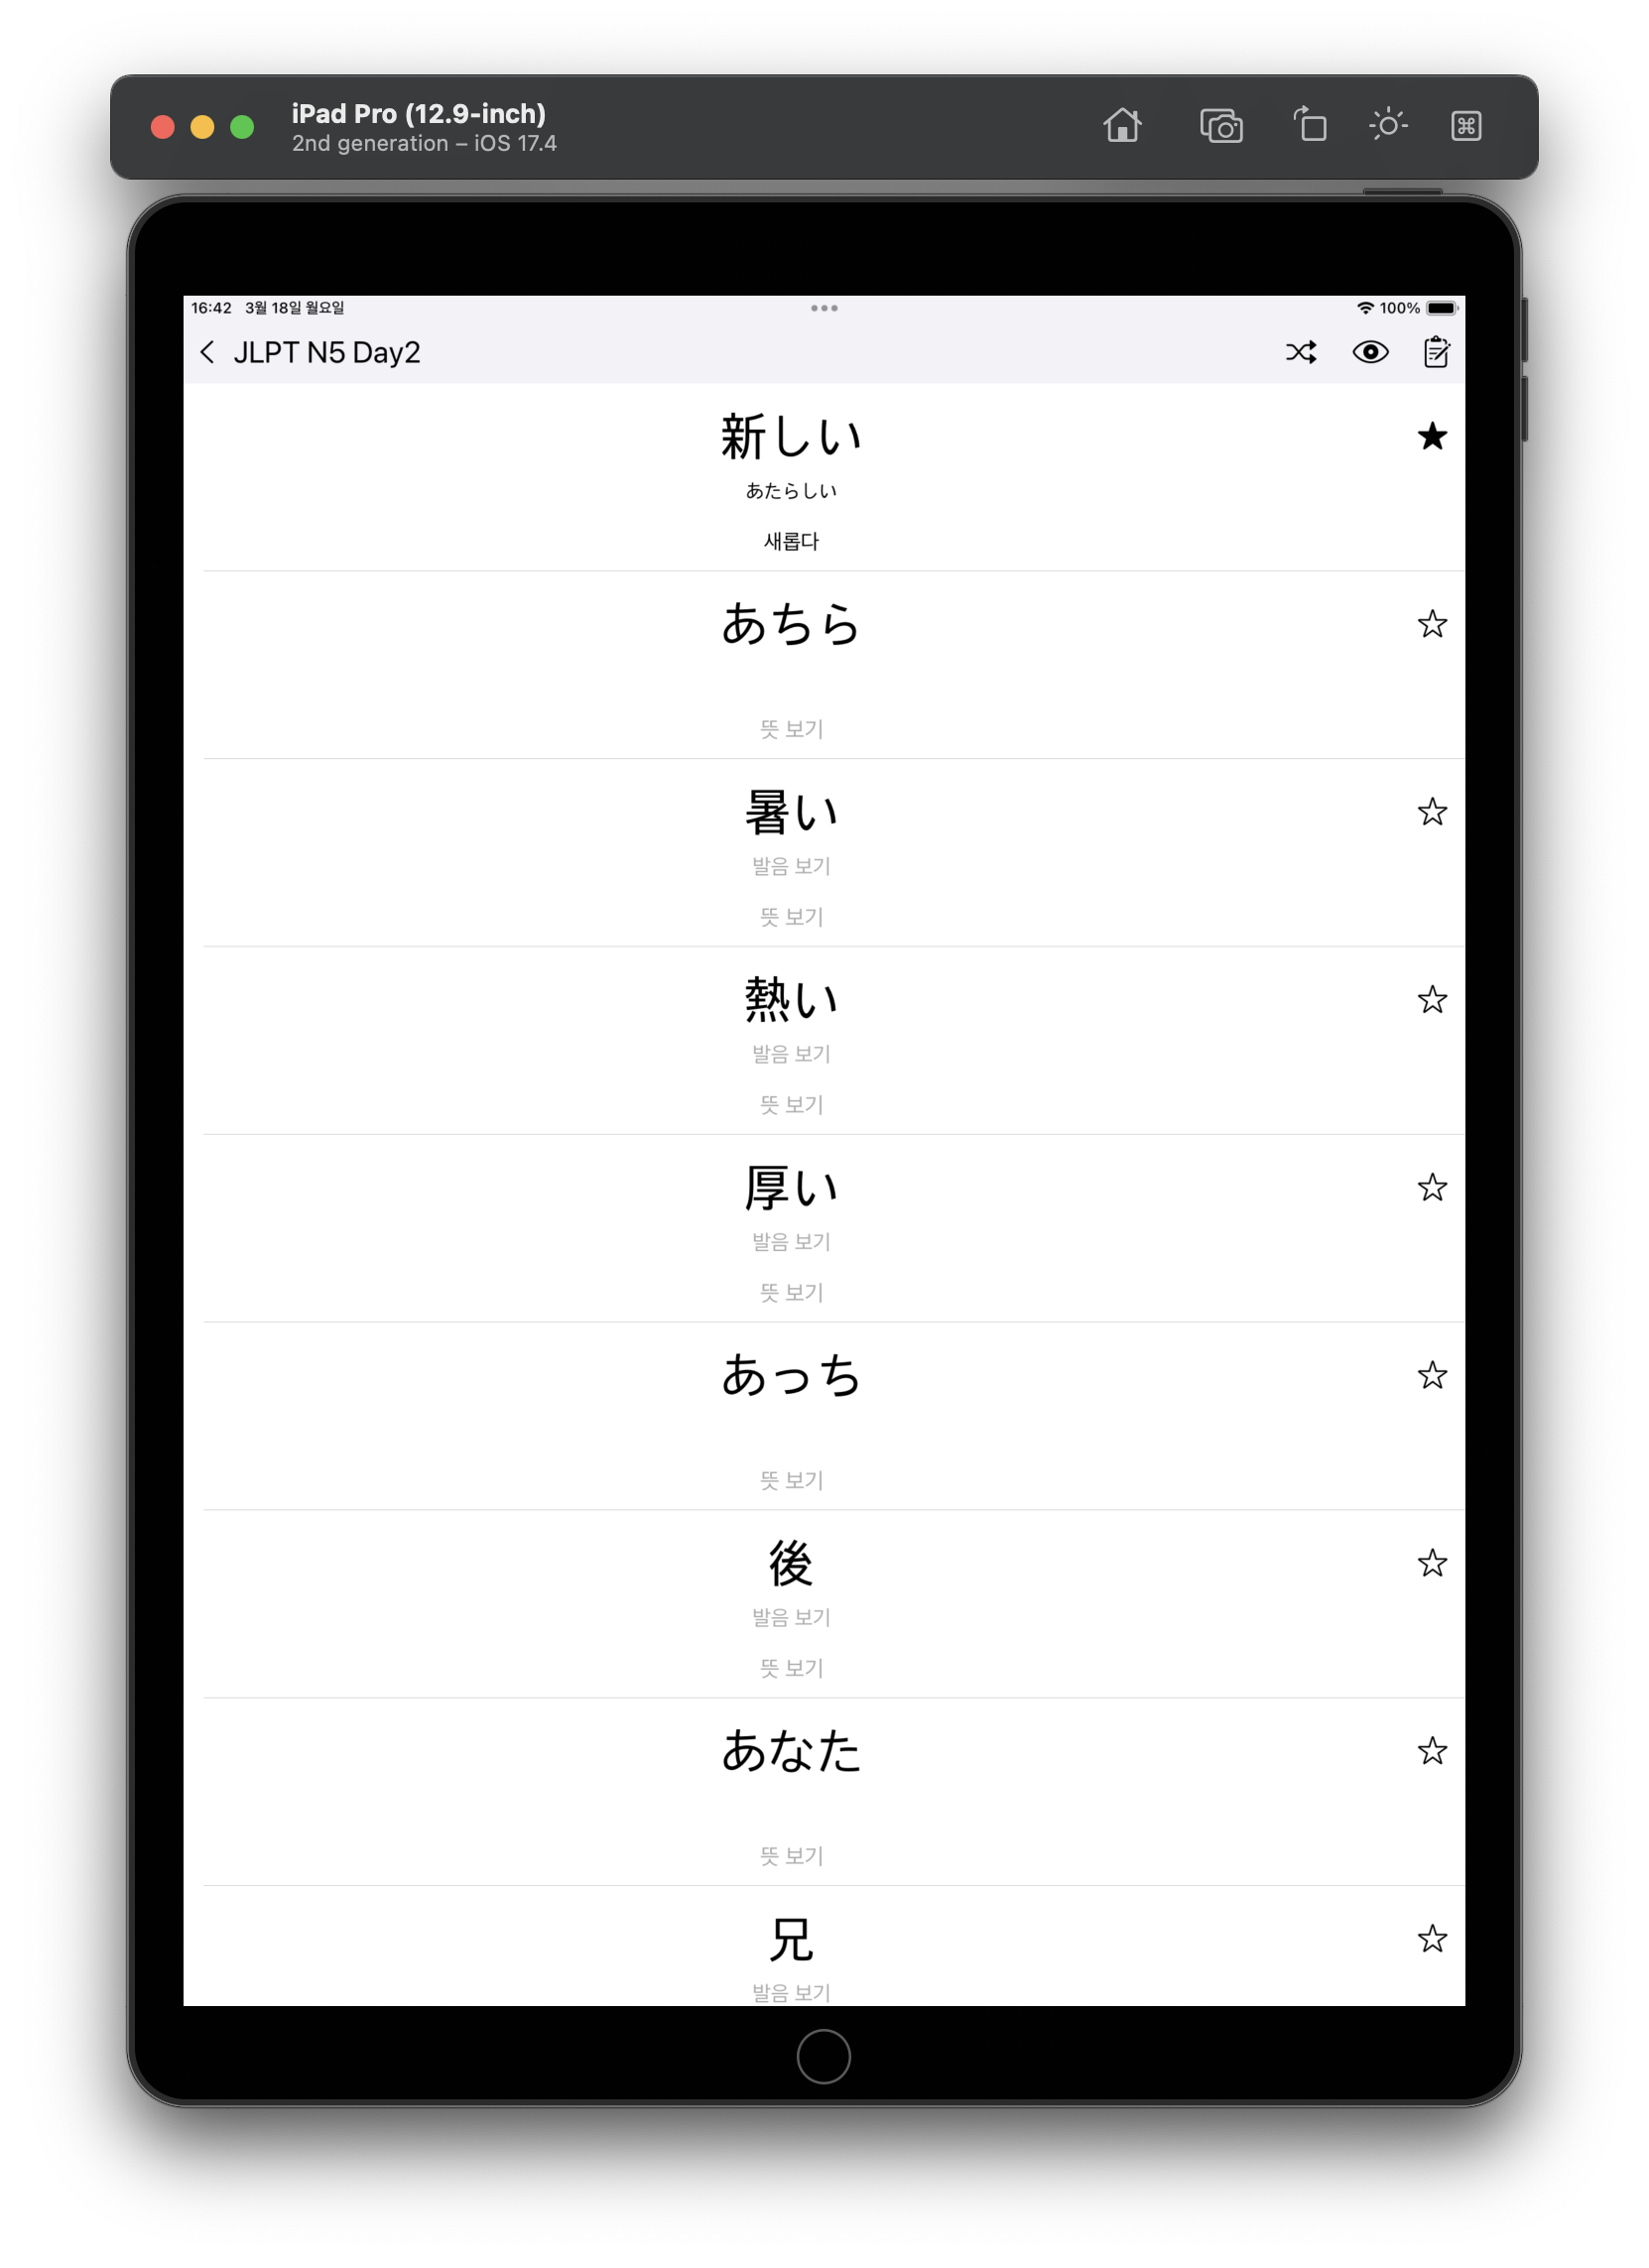 iPad Pro (12.9-inch)
2nd generation – iOS 17.4
16:42 3월 18일 월요일
100%
JLPT N5 Day2
新しい
あたらしい
새롭다
あちら
뜻 보기
暑い
발음 보기
뜻 보기
熱い
발음 보기
뜻 보기
厚い
발음 보기
뜻 보기
あっち
뜻 보기
後
발음 보기
뜻 보기
あなた
뜻 보기
兄
발음 보기